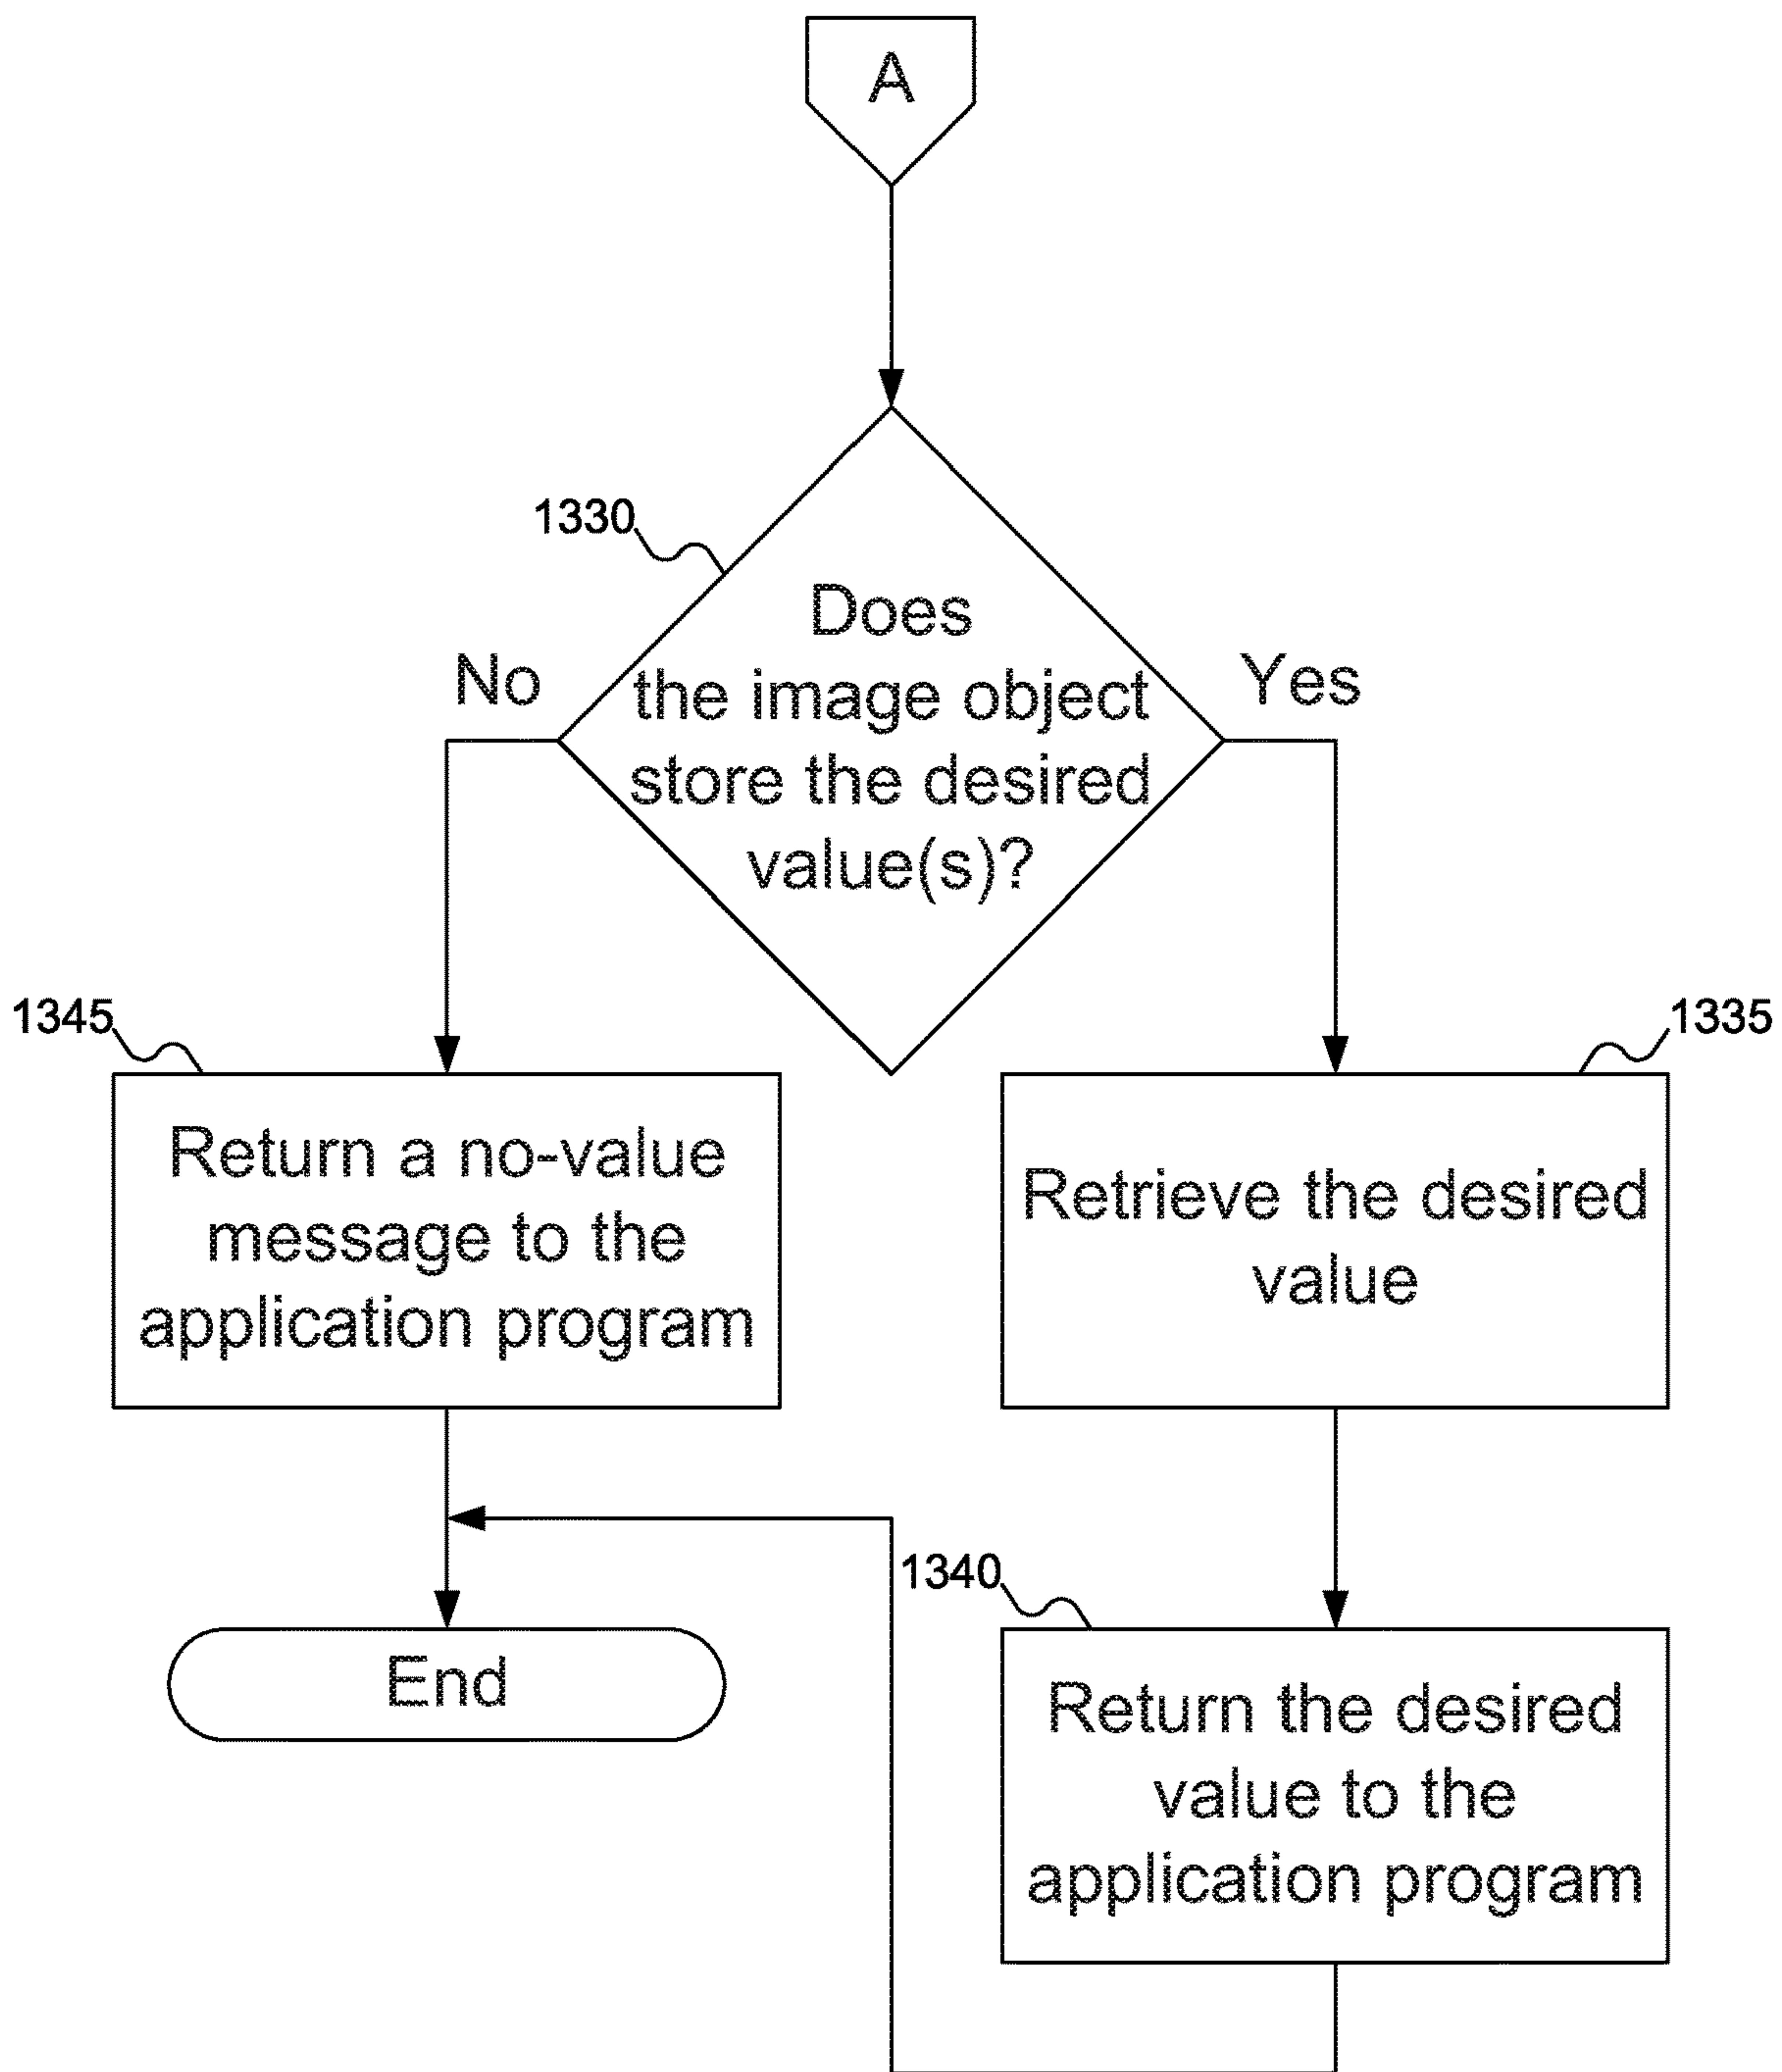 A
1330
Does
the image object
store the desired
value(s)?
No
Yes
1345
Return a no-value
message to the
application program
1335
Retrieve the desired
value
End
1340
Return the desired
value to the
application program